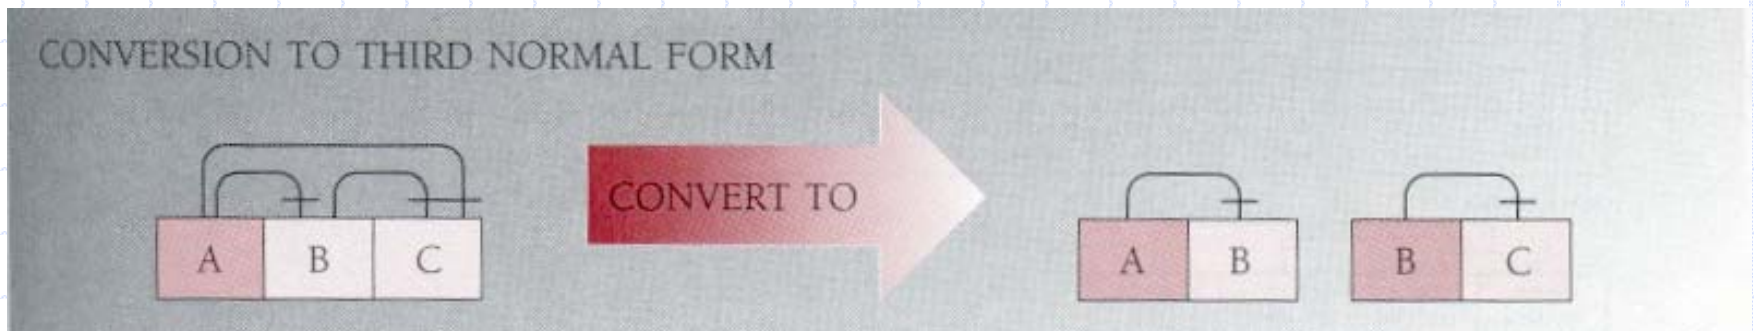 CONVERSION TO THIRD NORMAL FORM
CONVERT TO
A B C
A B
B C